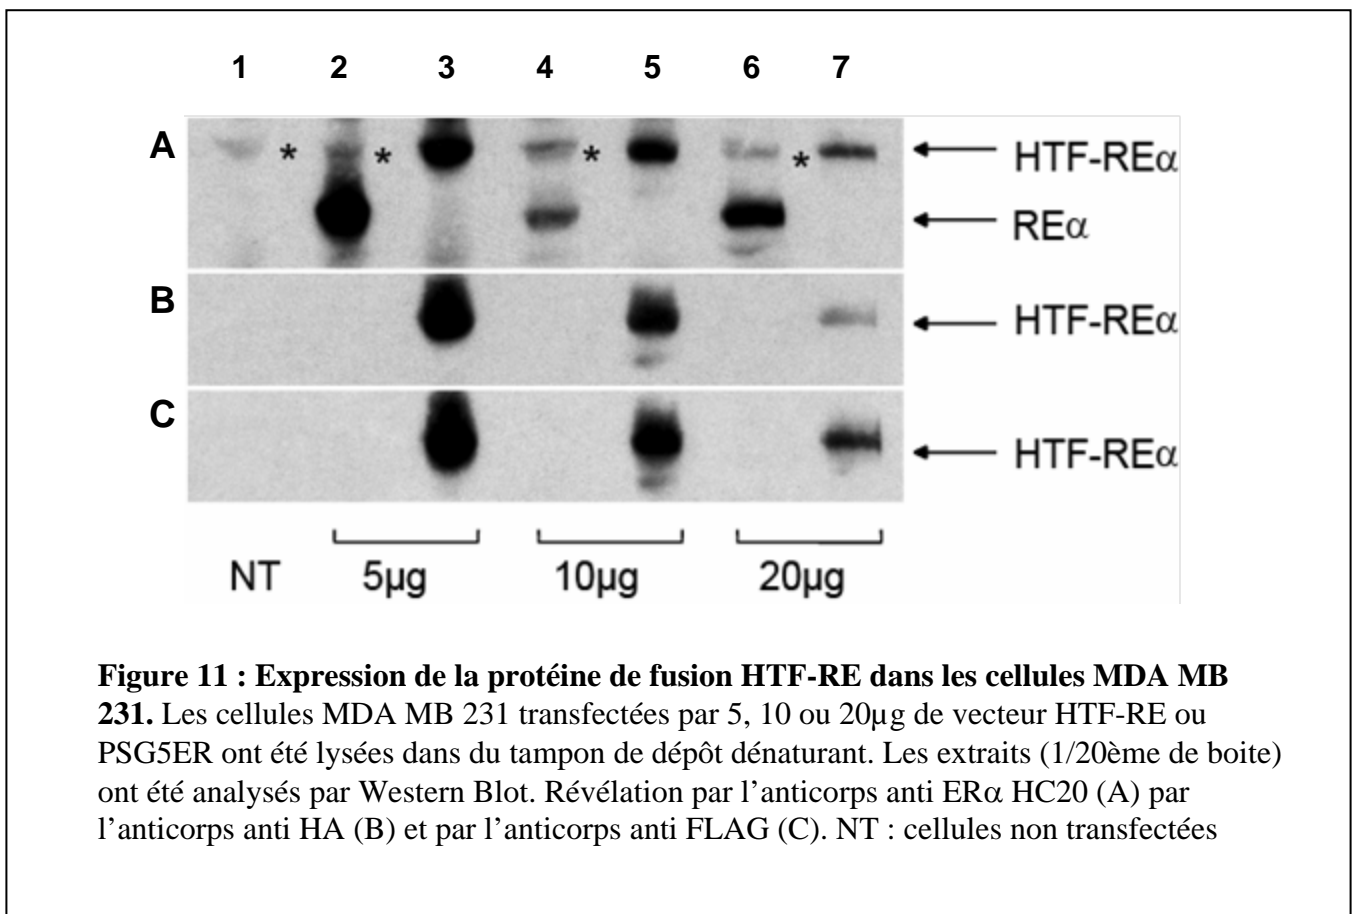 1 2 3 4 5 6 7
A * * * * HTF-REα
REα
B HTF-REα
C HTF-REα
NT 5µg 10µg 20µg
Figure 11 : Expression de la protéine de fusion HTF-RE dans les cellules MDA MB
231. Les cellules MDA MB 231 transfectées par 5, 10 ou 20µg de vecteur HTF-RE ou
PSG5ER ont été lysées dans du tampon de dépôt dénaturant. Les extraits (1/20ème de boite)
ont été analysés par Western Blot. Révélation par l’anticorps anti ERα HC20 (A) par
l’anticorps anti HA (B) et par l’anticorps anti FLAG (C). NT : cellules non transfectées